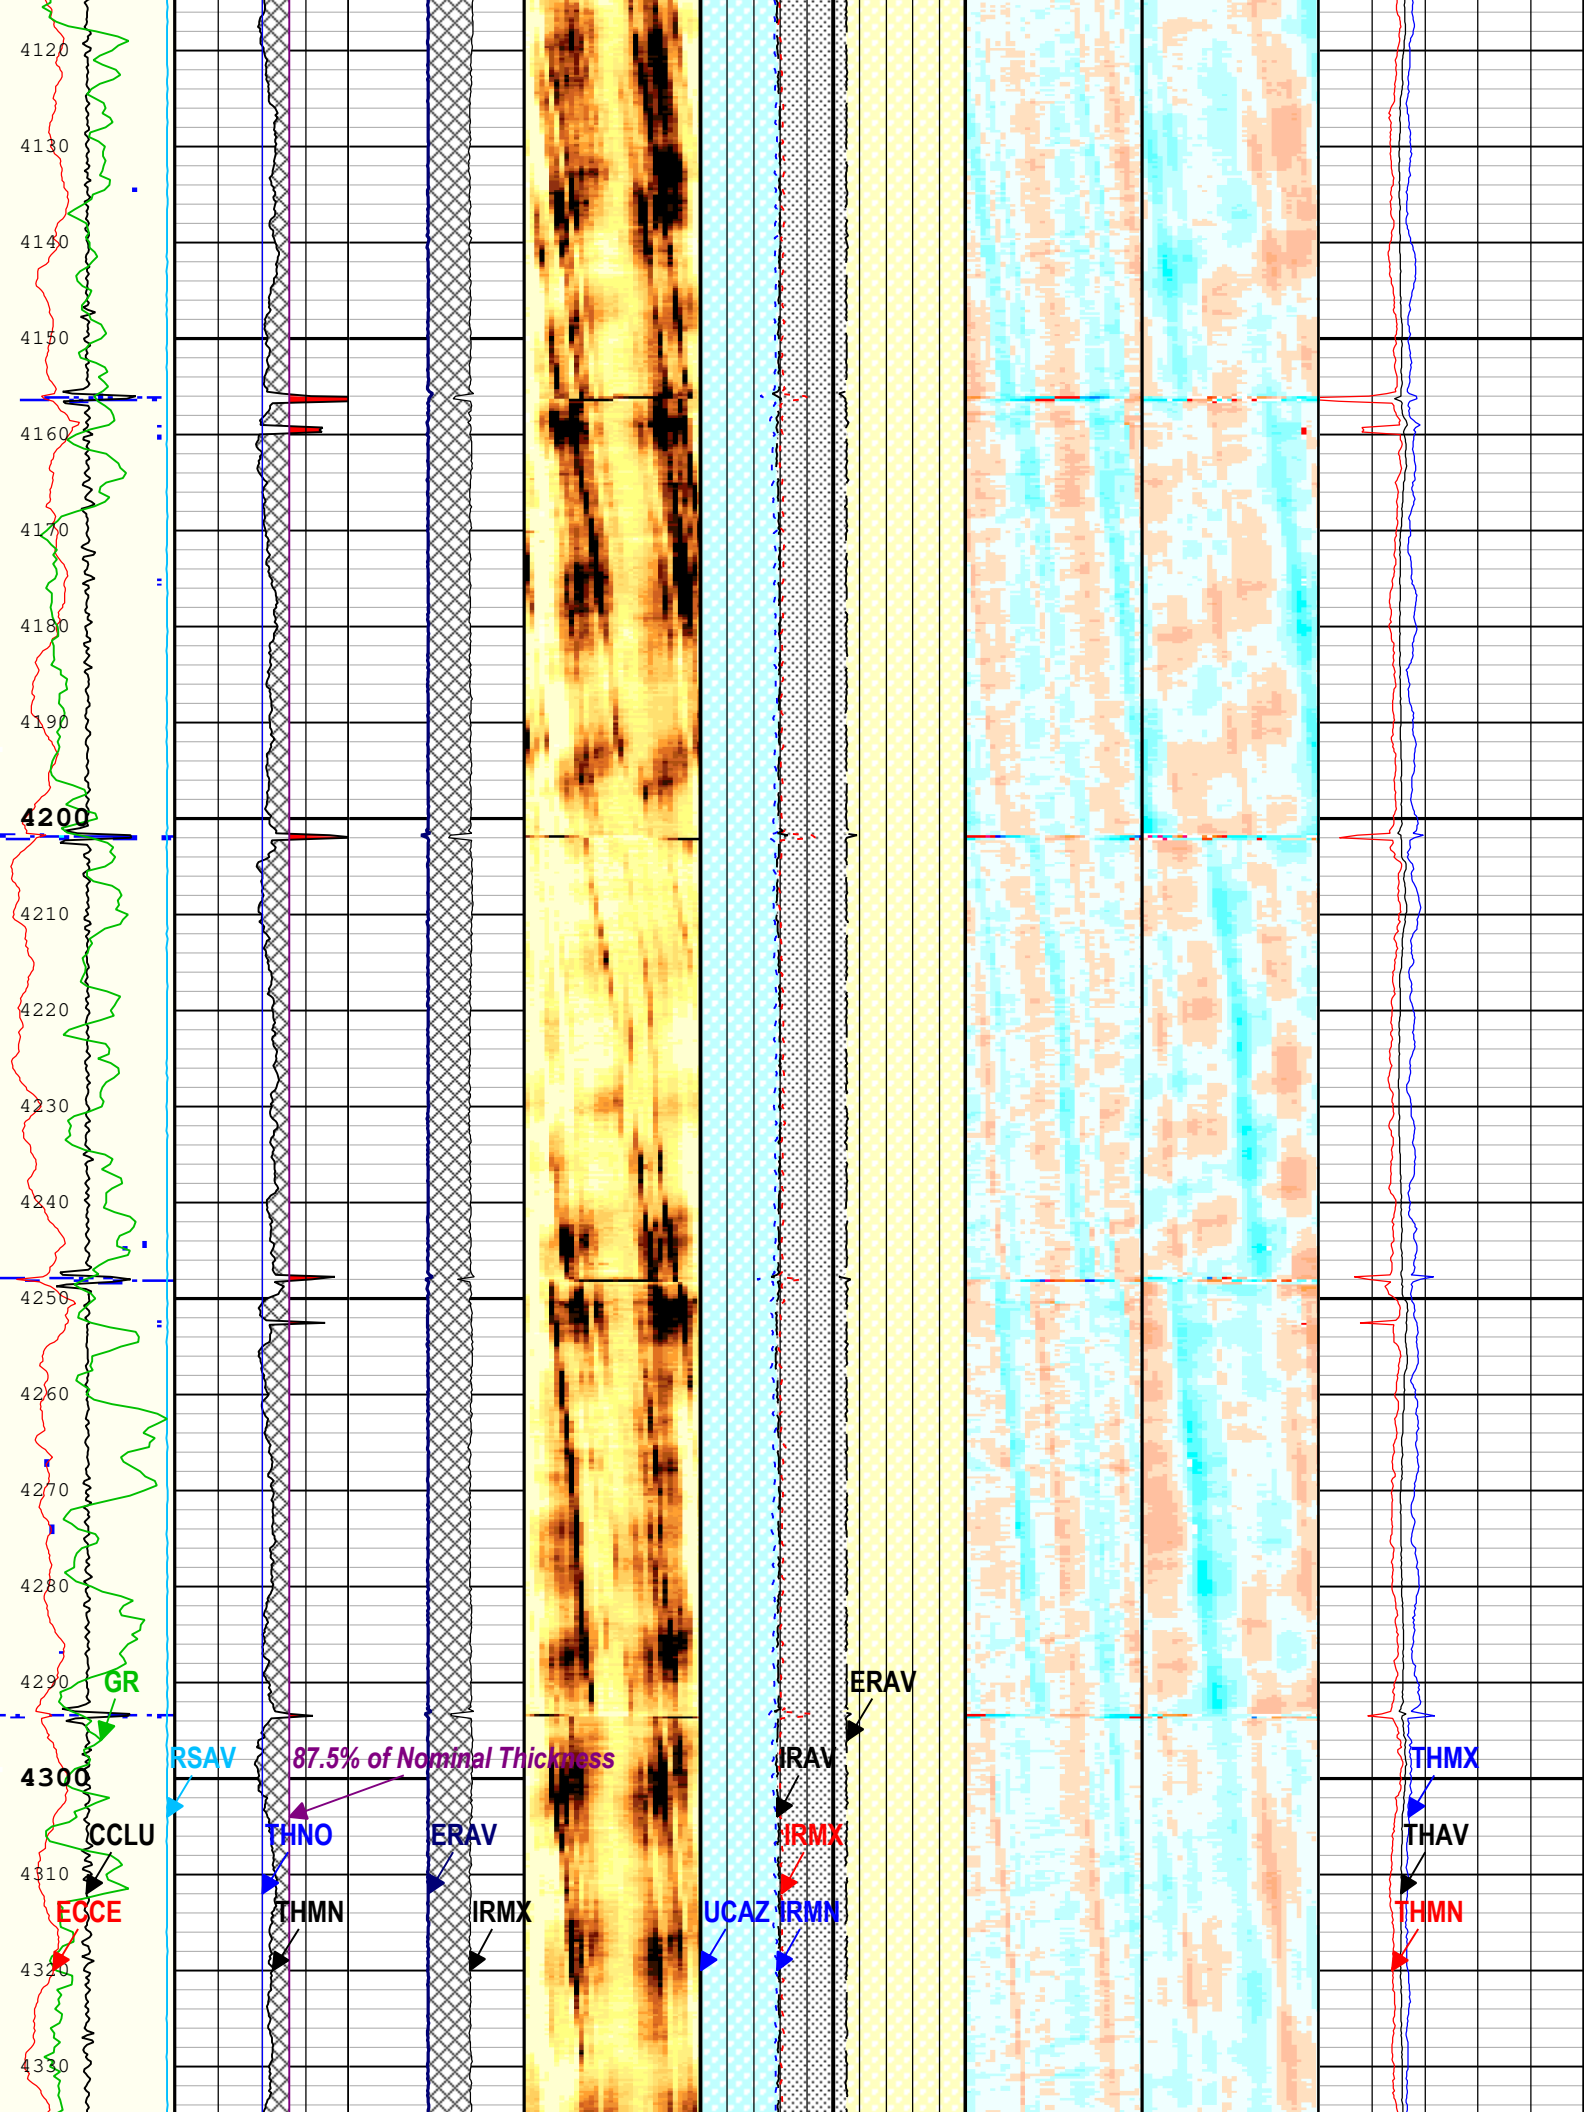 4120
4130
4140
4150
4160
4170
4180
4190
4200
4210
4220
4230
4240
4250
4260
4270
4280
4290
GR
ERAV
RSAV
87.5% of Nominal Thickness
IRAV
THMX
4300
CCLU
THNO
ERAV
IRMX
THAV
4310
ECCE
THMN
IRMX
UCAZ
IRMN
THMN
4320
4330